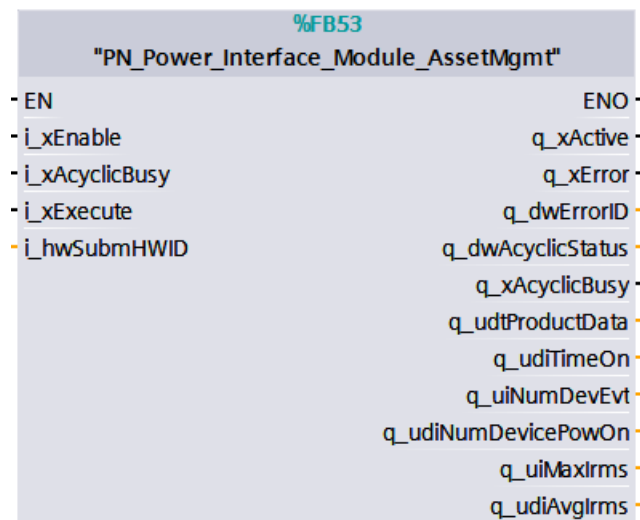 %FB53
"PN_Power_Interface_Module_AssetMgmt"
EN ENO
i_xEnable q_xActive
i_xAcyclicBusy q_xError
i_xExecute q_dwErrorID
i_hwSubmHWID q_dwAcyclicStatus
q_xAcyclicBusy
q_udtProductData
q_udiTimeOn
q_uiNumDevEvt
q_udiNumDevicePowOn
q_uiMaxIrms
q_udiAvgIrms